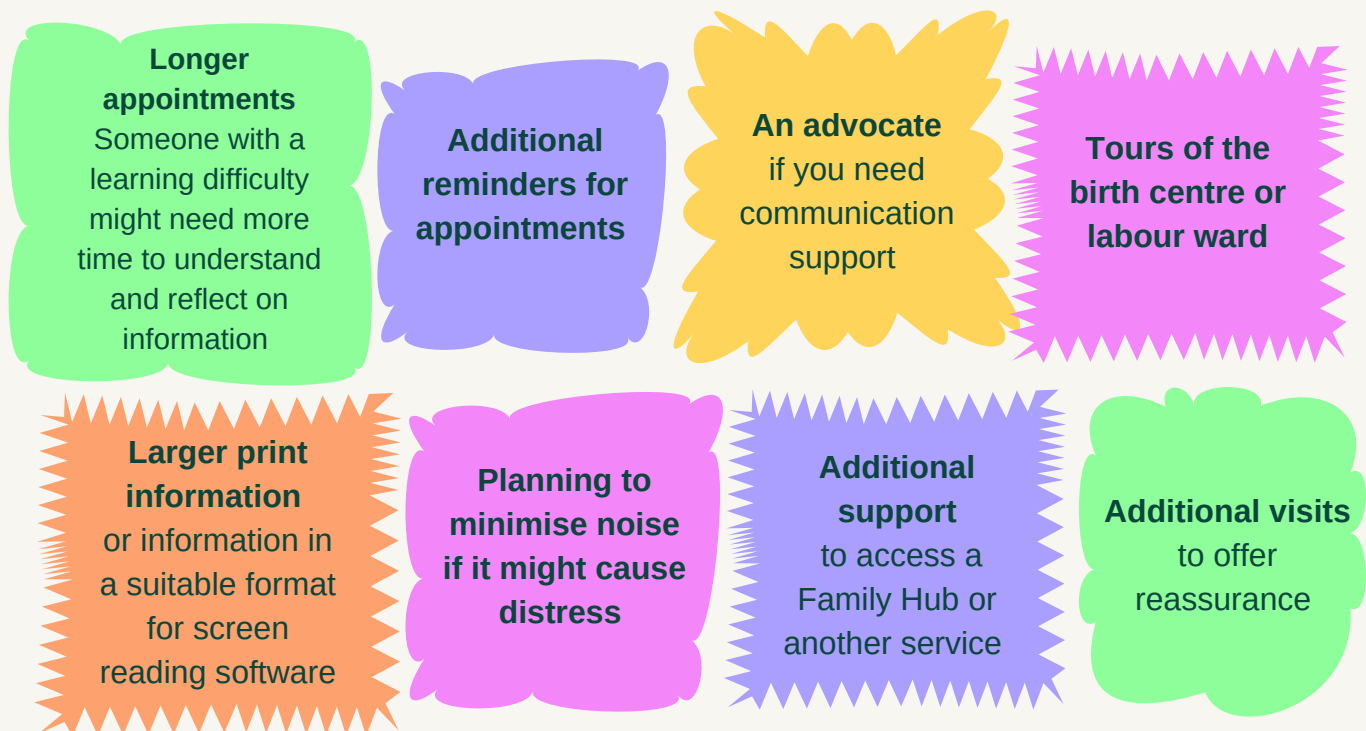 Longer
appointments
Someone with a
learning difficulty
might need more
time to understand
and reflect on
information
Additional
reminders for
appointments
An advocate
if you need
communication
support
Tours of the
birth centre or
labour ward
Larger print
information
or information in
a suitable format
for screen
reading software
Planning to
minimise noise
if it might cause
distress
Additional
support
to access a
Family Hub or
another service
Additional visits
to offer
reassurance